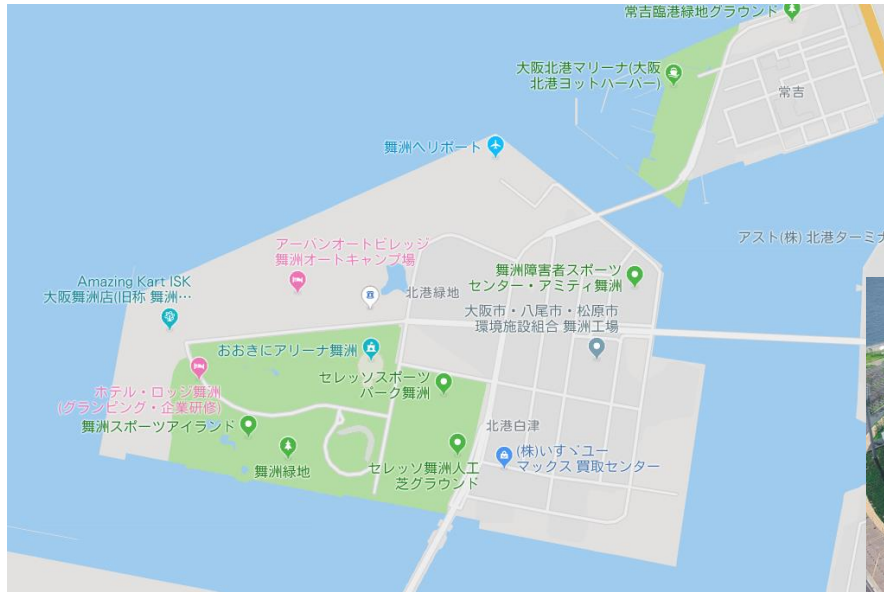 常吉臨港緑地グラウンド
大阪北港マリーナ(大阪
北港ヨットハーバー)
常吉
舞洲ヘリポート
アスト(株) 北港ターミナ
アーバンオートビレッジ
舞洲オートキャンプ場
舞洲障害者スポーツ
センター・アミティ舞洲
Amazing Kart ISK
大阪舞洲店(旧称 舞洲…
北港緑地
大阪市・八尾市・松原市
環境施設組合 舞洲工場
おおきにアリーナ舞洲
セレッソスポーツ
パーク舞洲
ホテル・ロッジ舞洲
(グランピング・企業研修)
舞洲スポーツアイランド
北港白津
(株)いすゞユー
マックス 買取センター
舞洲緑地
セレッソ舞洲人工
芝グラウンド